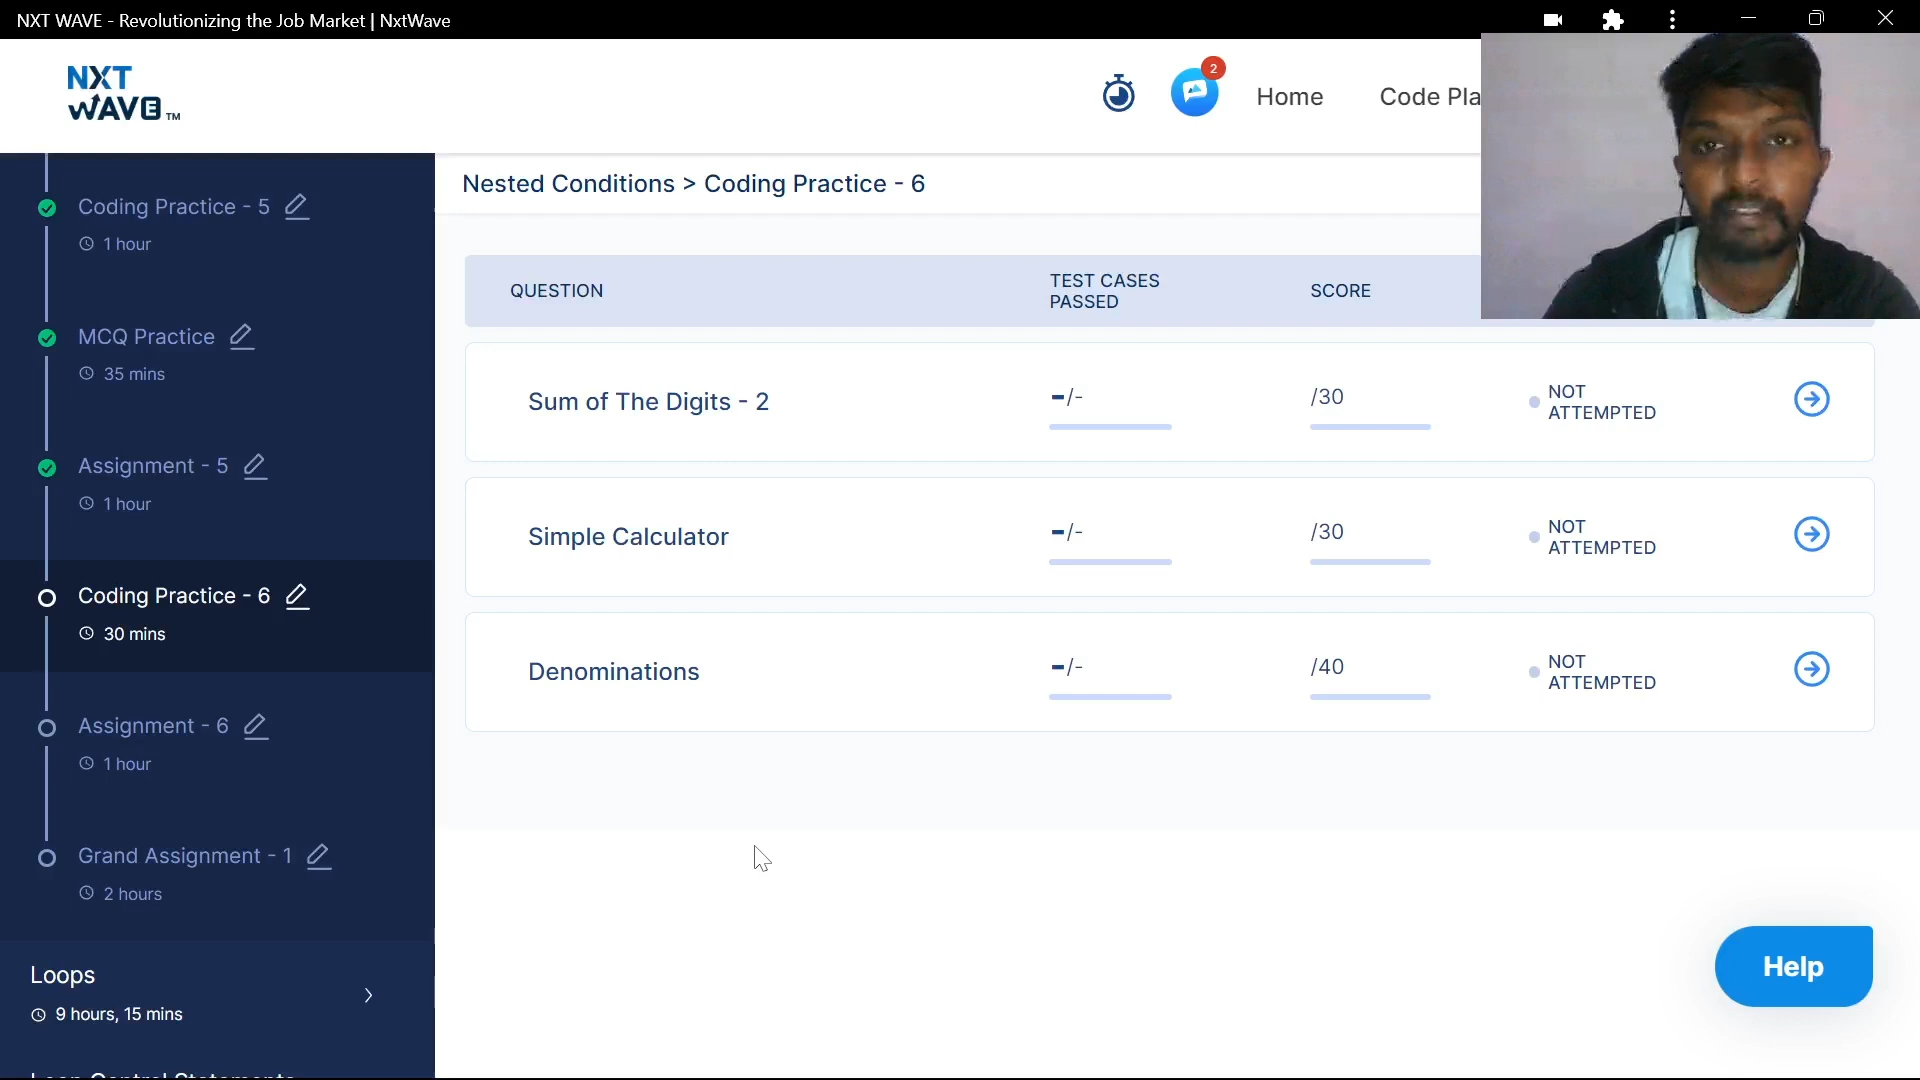 NXT WAVE - Revolutionizing the Job Market | NxtWave
NXT
WAVE TM
2
Home
Code Pla
Nested Conditions > Coding Practice - 6
Coding Practice - 5
1 hour
MCQ Practice
35 mins
Assignment - 5
1 hour
Coding Practice - 6
30 mins
Assignment - 6
1 hour
Grand Assignment - 1
2 hours
Loops
9 hours, 15 mins
QUESTION
TEST CASES
PASSED
SCORE
Sum of The Digits - 2
-/-
/30
NOT
ATTEMPTED
Simple Calculator
-/-
/30
NOT
ATTEMPTED
Denominations
-/-
/40
NOT
ATTEMPTED
Help